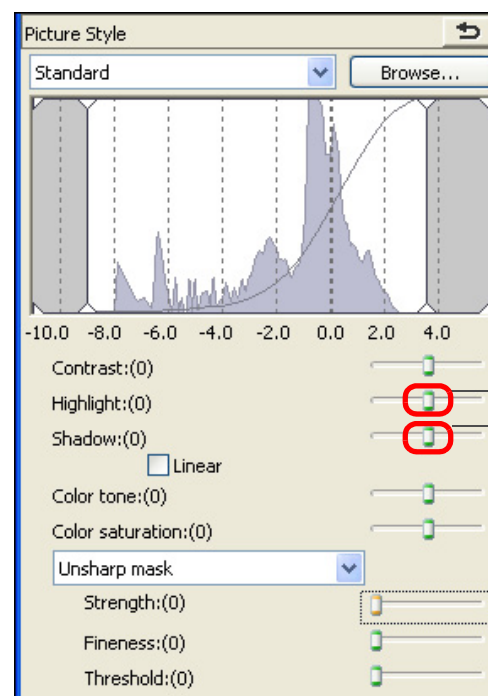 Picture Style
Standard Browse...
-10.0 -8.0 -6.0 -4.0 -2.0 0.0 2.0 4.0
Contrast:(0)
Highlight:(0)
Shadow:(0)
Linear
Color tone:(0)
Color saturation:(0)
Unsharp mask
Strength:(0)
Fineness:(0)
Threshold:(0)